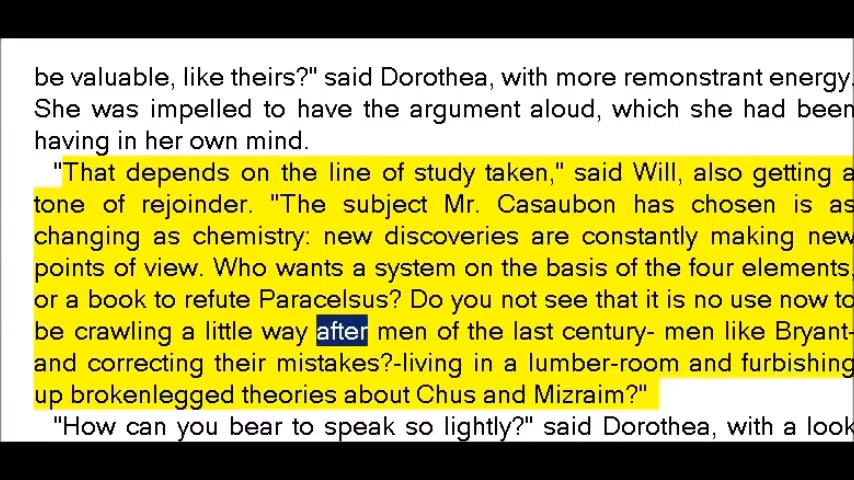 be valuable, like theirs?" said Dorothea, with more remonstrant energy.
She was impelled to have the argument aloud, which she had been
having in her own mind.
"That depends on the line of study taken," said Will, also getting a
tone of rejoinder. "The subject Mr. Casaubon has chosen is as
changing as chemistry: new discoveries are constantly making new
points of view. Who wants a system on the basis of the four elements,
or a book to refute Paracelsus? Do you not see that it is no use now to
be crawling a little way after men of the last century- men like Bryant-
and correcting their mistakes?-living in a lumber-room and furbishing
up brokenlegged theories about Chus and Mizraim?"
"How can you bear to speak so lightly?" said Dorothea, with a look